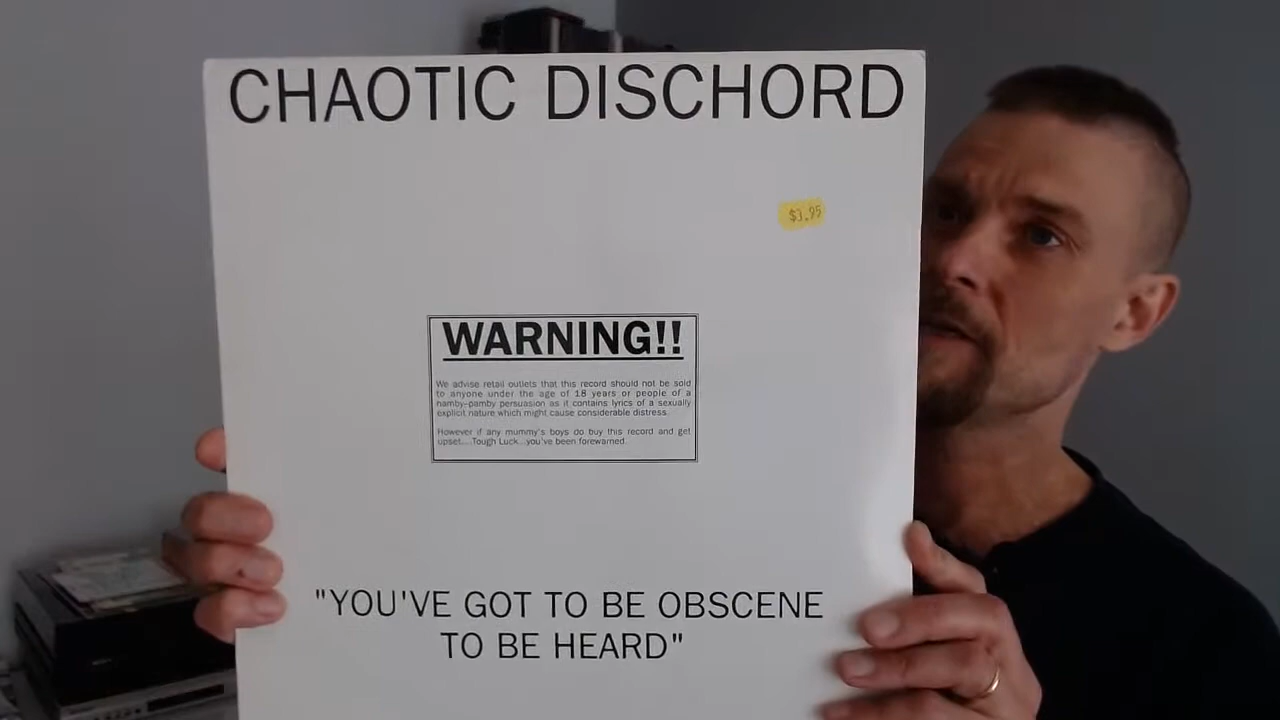 CHAOTIC DISCHORD
$3.95
WARNING!!
We advise retail outlets that this record should not be sold
to anyone under the age of 18 years or people of a
namby-pamby persuasion as it contains lyrics of a sexually
explicit nature which might cause considerable distress.
However if any mummy's boys do buy this record and get
upset....Tough Luck...you've been forewarned.
"YOU'VE GOT TO BE OBSCENE
TO BE HEARD"